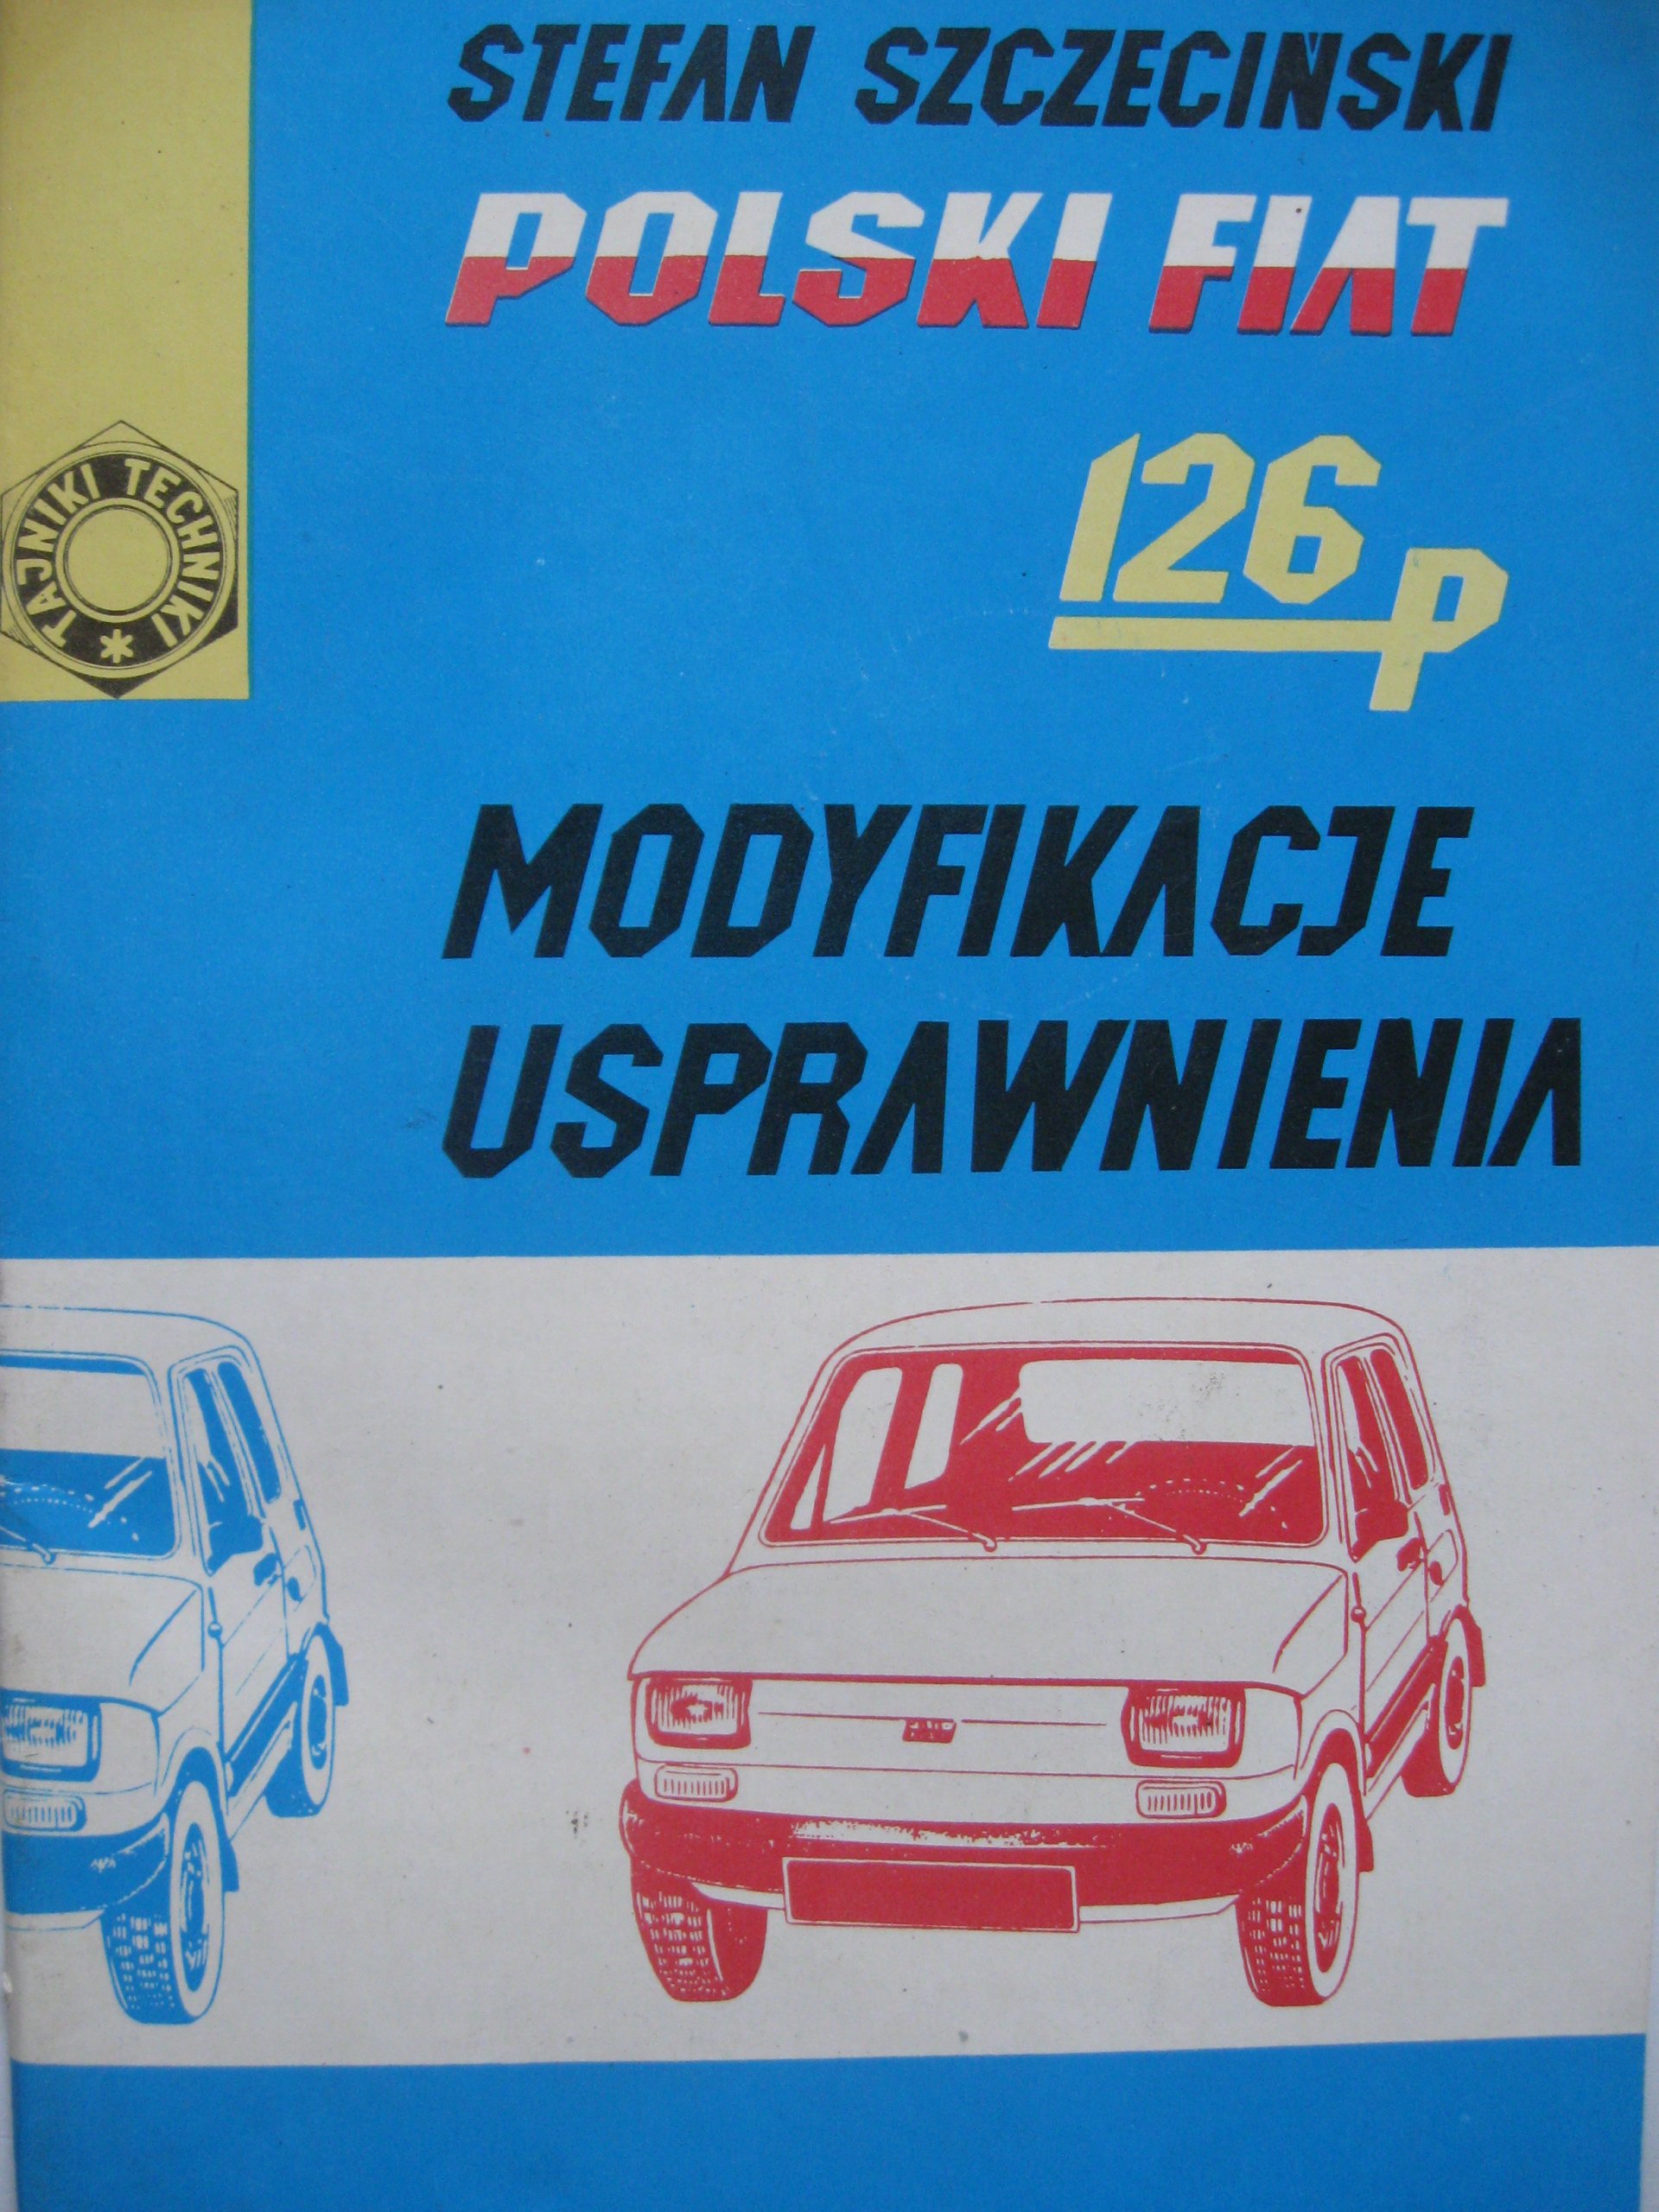 STEFAN SZCZECIŃSKI
POLSKI FIAT
126p
TAJNIKI TECHNIKI *
MODYFIKACJE
USPRAWNIENIA